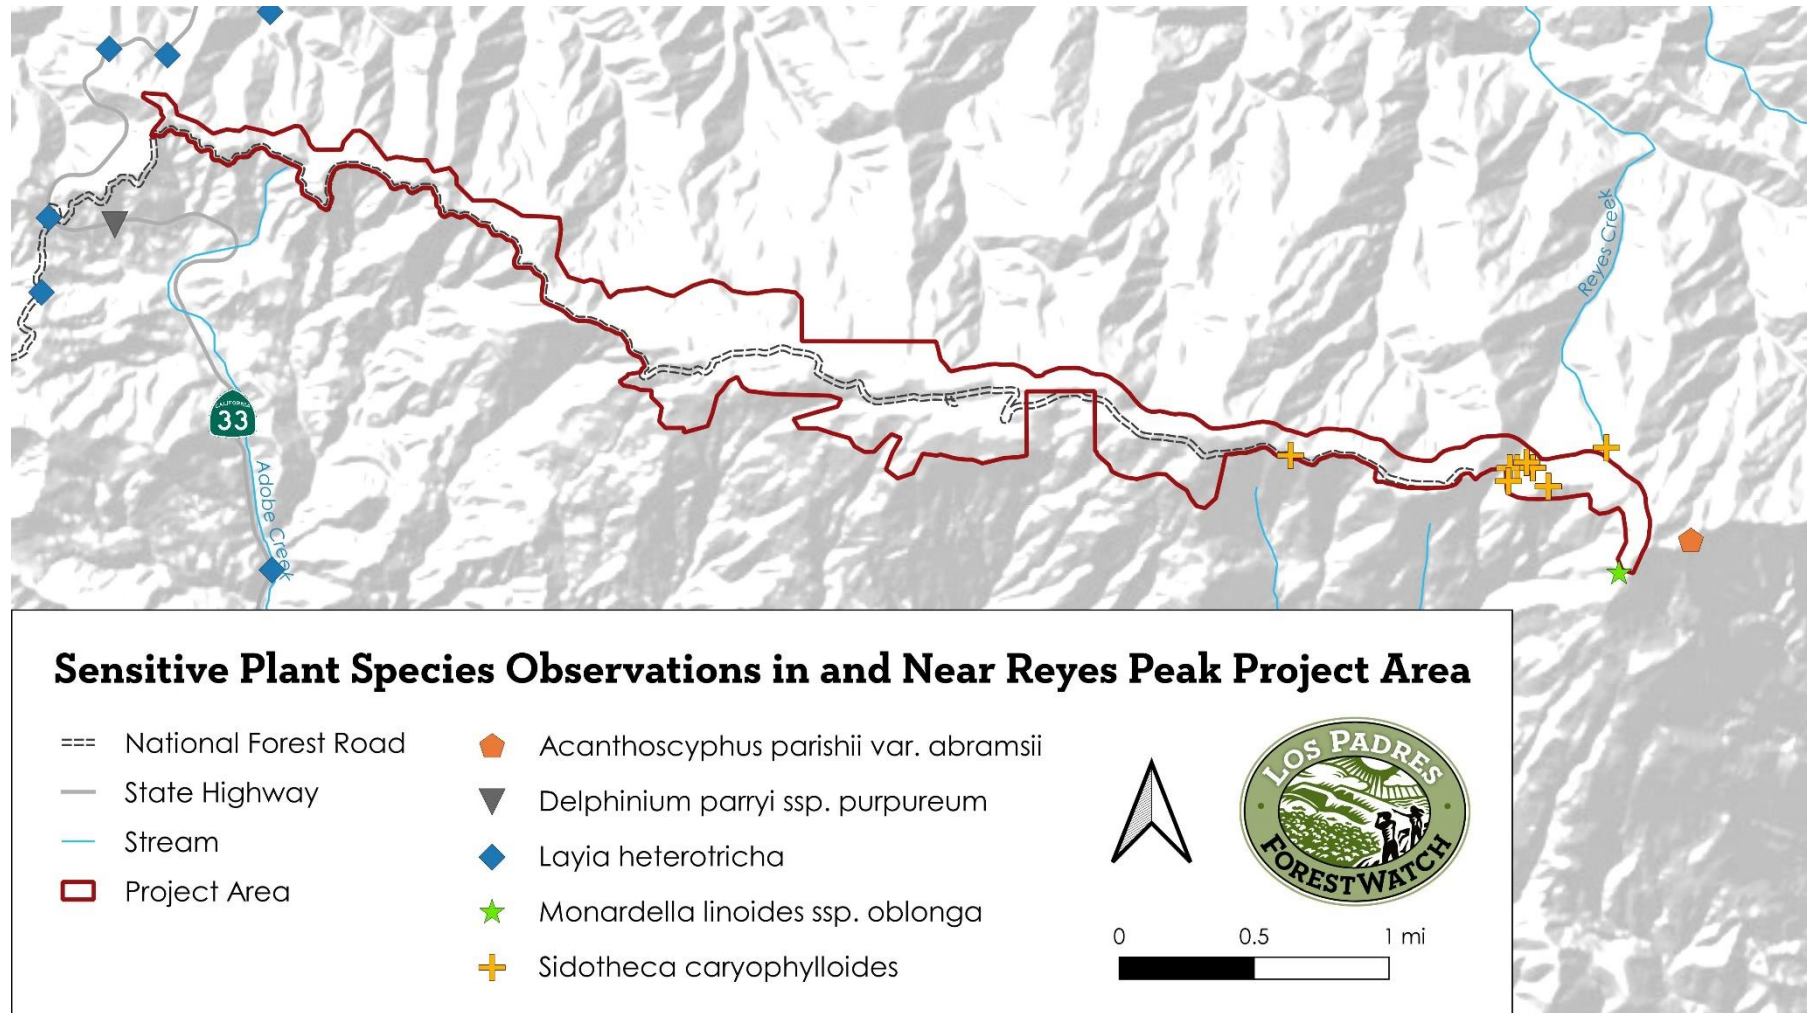 Reyes Creek
CALIFORNIA
33
Adobe Creek
Sensitive Plant Species Observations in and Near Reyes Peak Project Area
National Forest Road
State Highway
Stream
Project Area
Acanthoscyphus parishii var. abramsii
Delphinium parryi ssp. purpureum
Layia heterotricha
Monardella linoides ssp. oblonga
Sidotheca caryophylloides
LOS PADRES
FORESTWATCH
0 0.5 1 mi